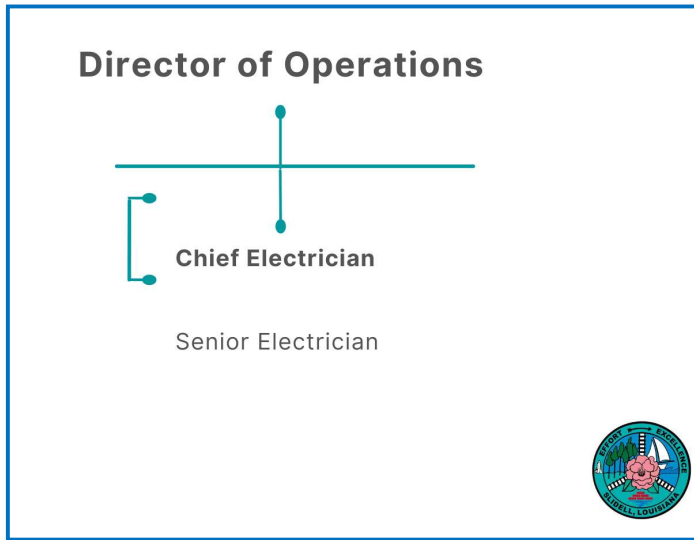 Director of Operations
Chief Electrician
Senior Electrician
EFFORT EXCELLENCE
SLIDELL, LOUISIANA